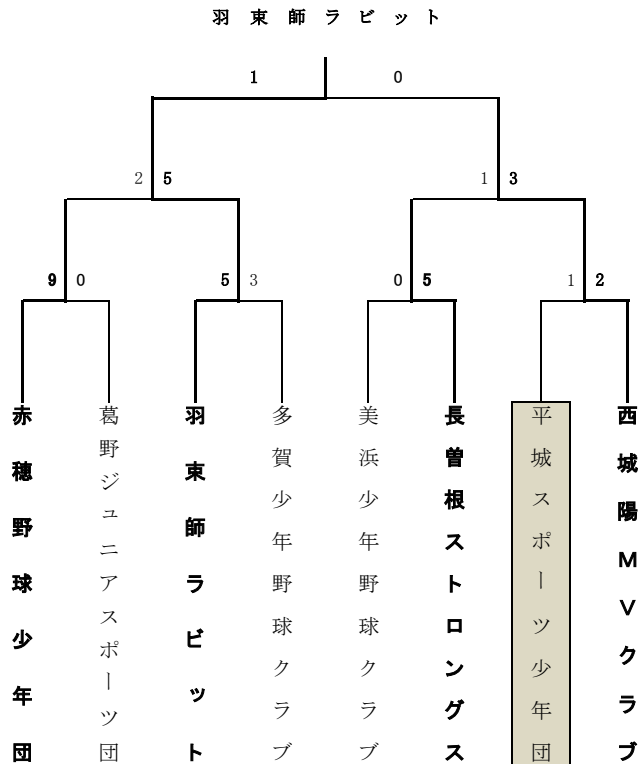 羽束師ラビット
1 0
2 5 1 3
9 0 5 3 0 5 1 2
赤穂野球少年団
葛野ジュニアスポーツ団
羽束師ラビット
多賀少年野球クラブ
美浜少年野球クラブ
長曽根ストロングス
平城スポーツ少年団
西城陽MVクラブ